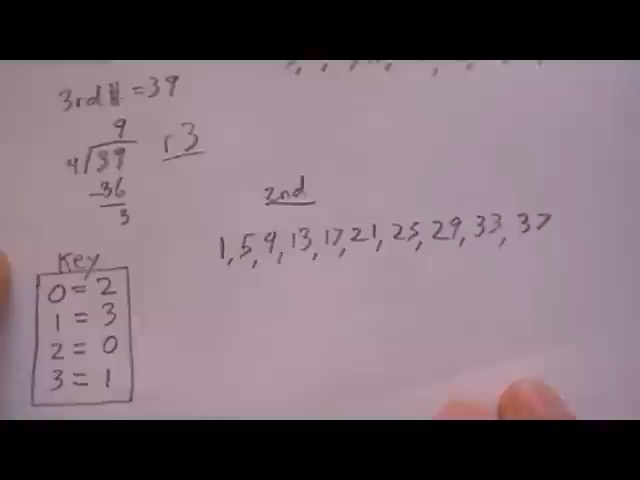 3rd # = 39
9
4 39 r 3
-36
3
2nd
1, 5, 9, 13, 17, 21, 25, 29, 33, 37
Key
0 = 2
1 = 3
2 = 0
3 = 1